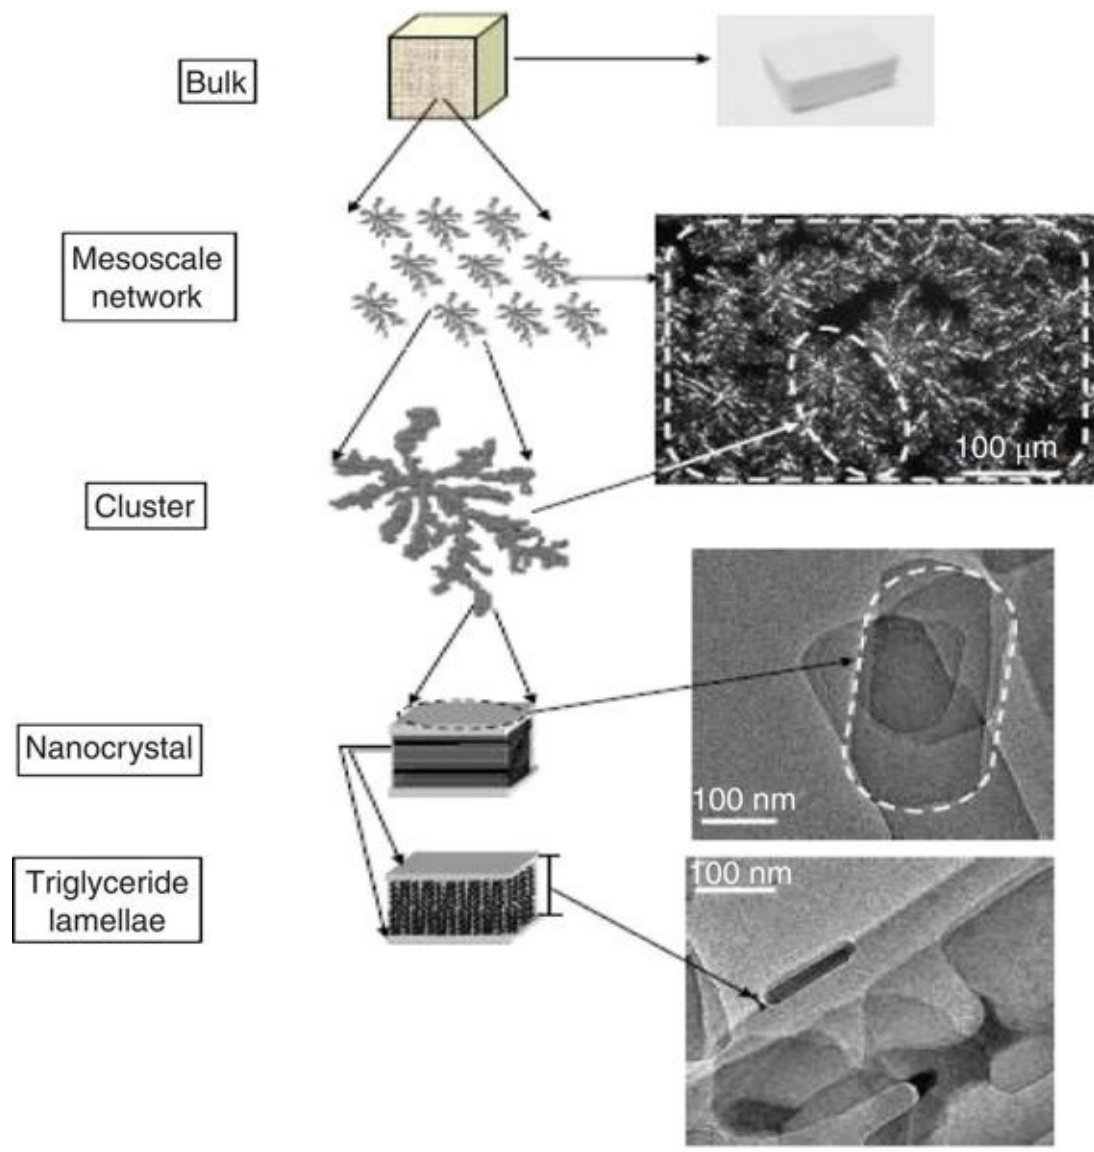 Bulk
Mesoscale
network
100 μm
Cluster
Nanocrystal
100 nm
Triglyceride
lamellae
100 nm